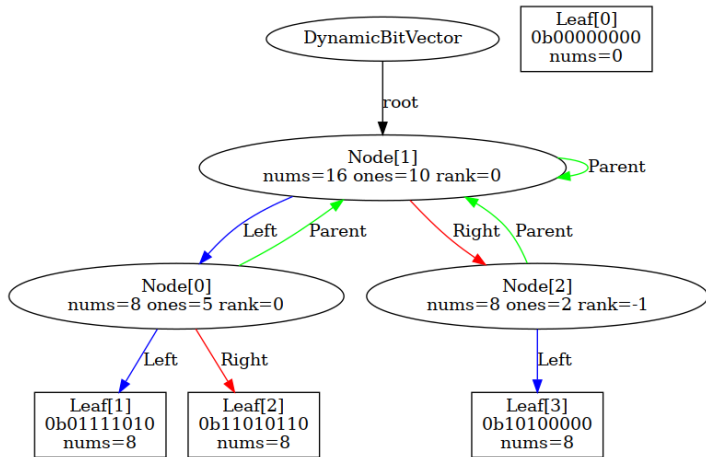 DynamicBitVector
Leaf[0]
0b00000000
nums=0
root
Node[1]
nums=16 ones=10 rank=0
Parent
Left
Parent
Right
Parent
Node[0]
nums=8 ones=5 rank=0
Node[2]
nums=8 ones=2 rank=-1
Left
Right
Left
Leaf[1]
0b01111010
nums=8
Leaf[2]
0b11010110
nums=8
Leaf[3]
0b10100000
nums=8